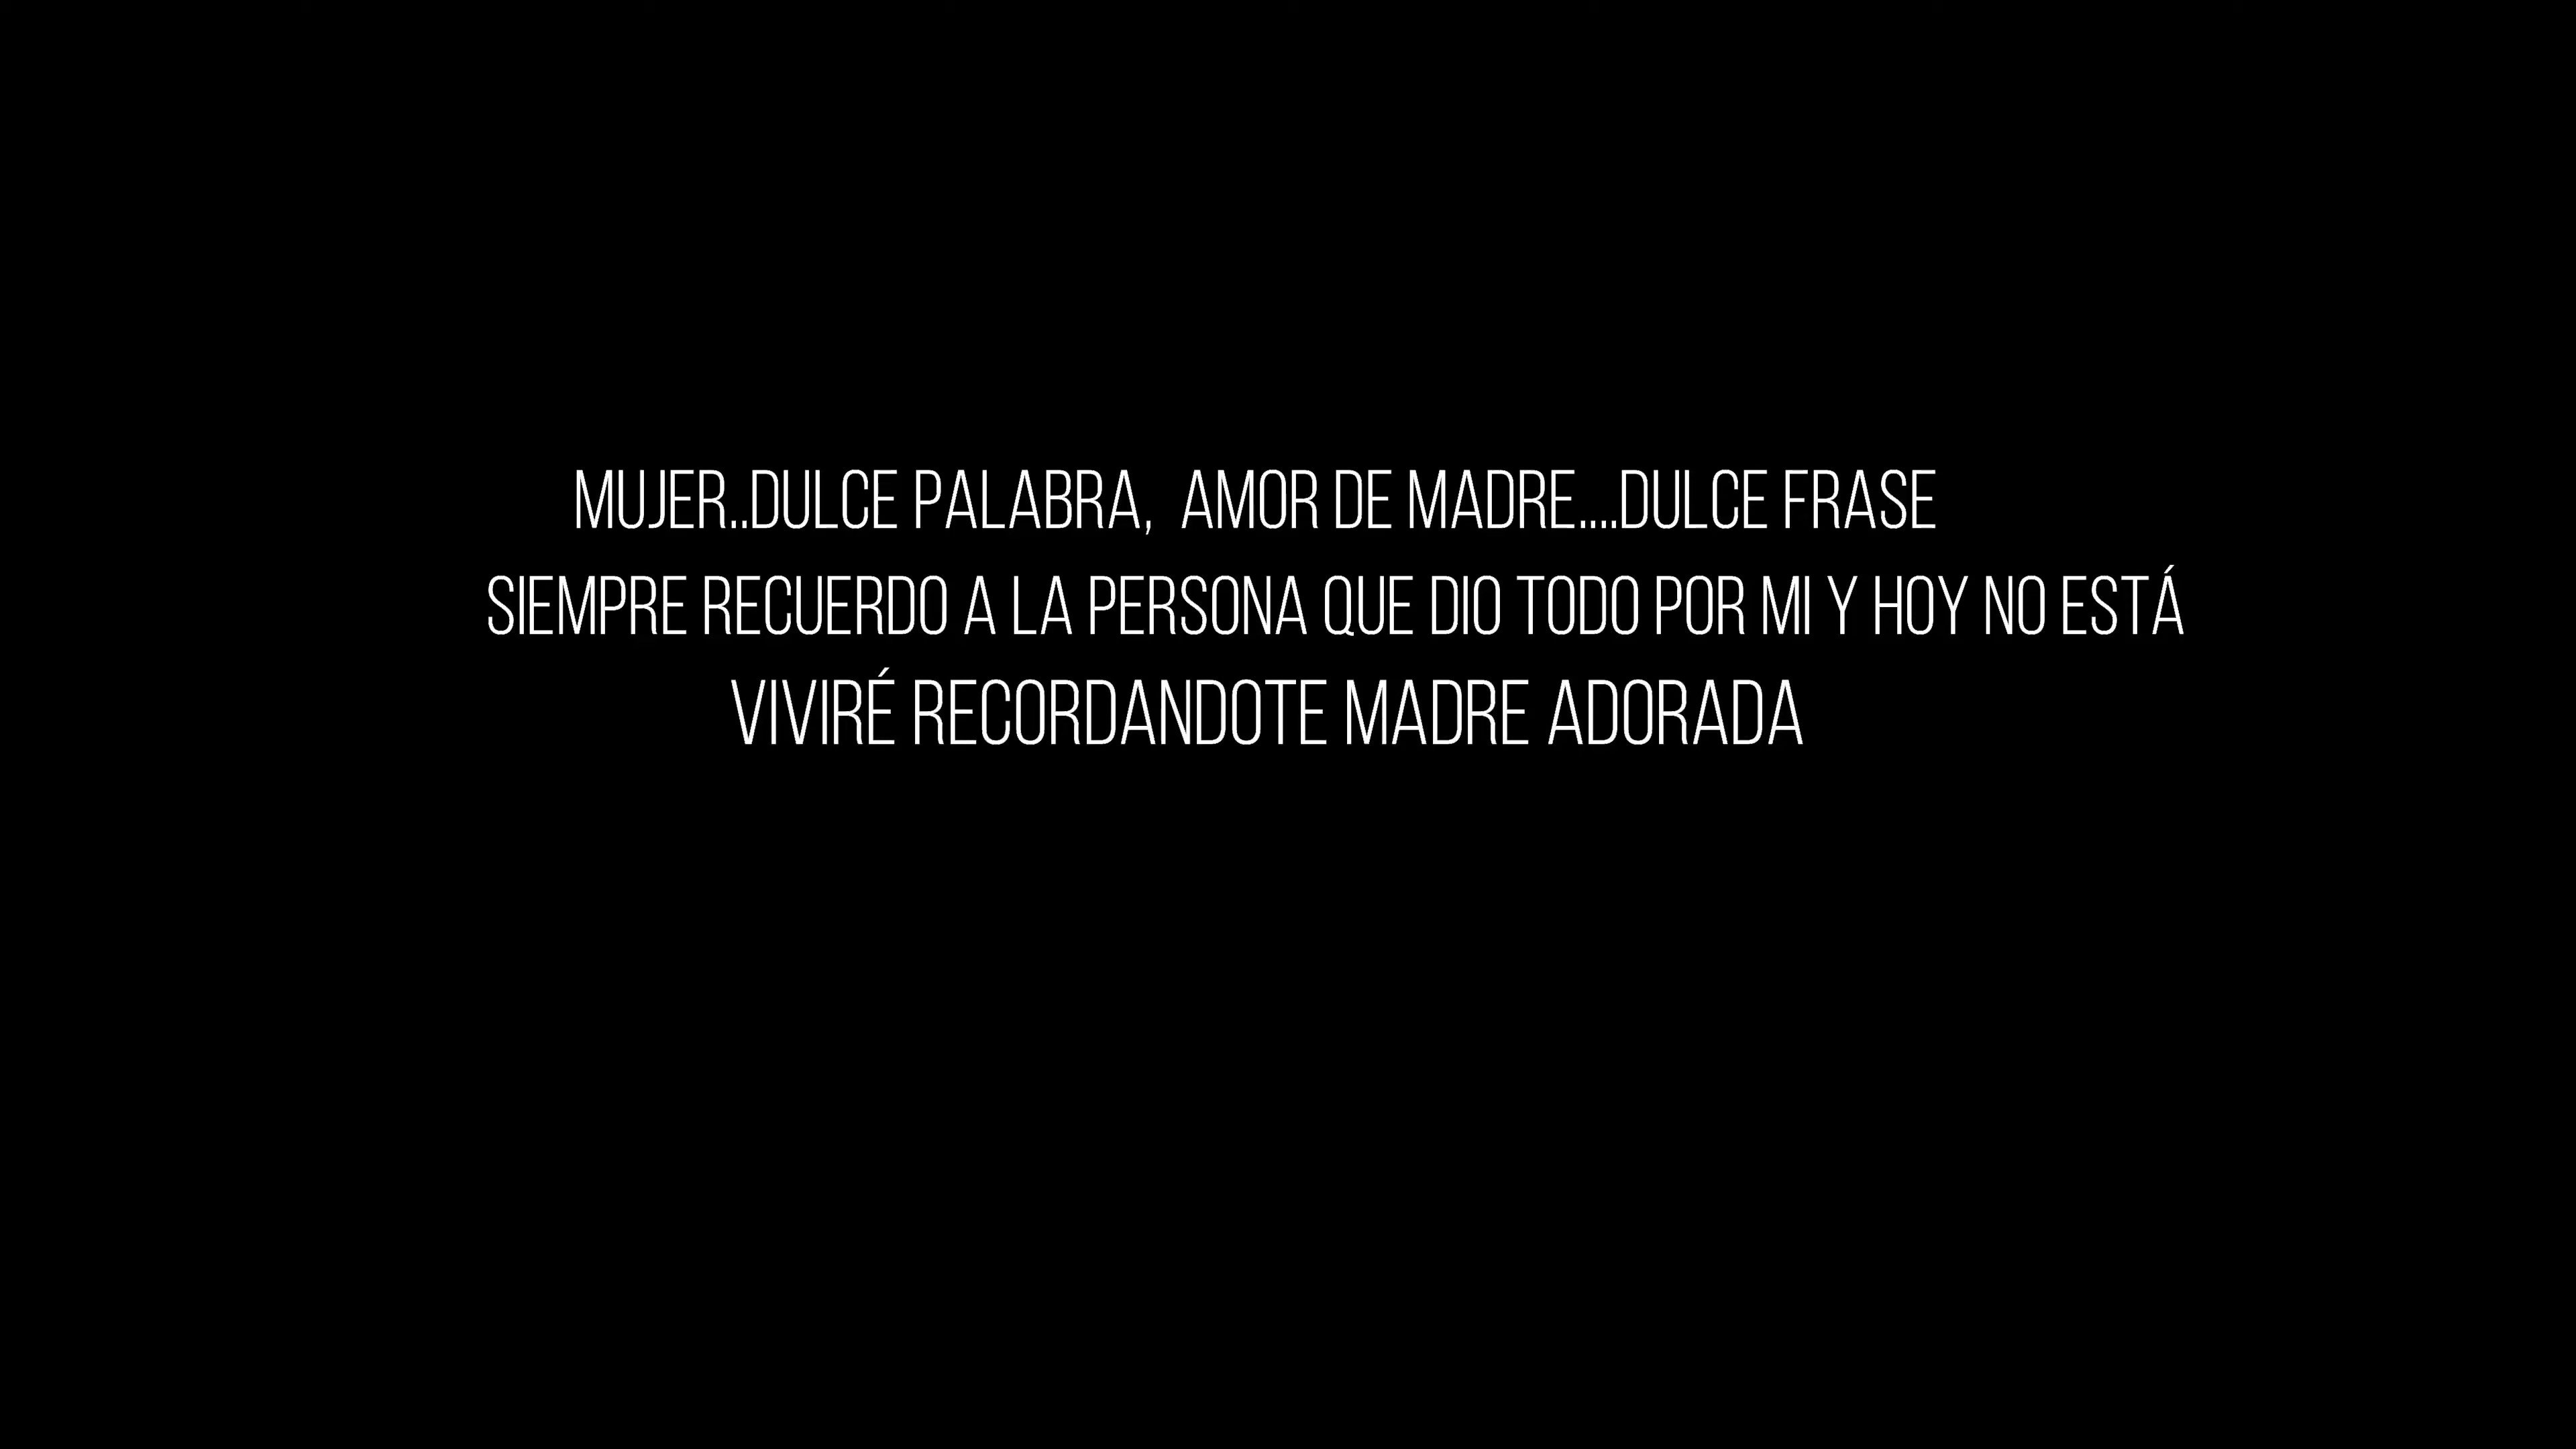 MUJER..DULCE PALABRA,  AMOR DE MADRE....DULCE FRASE
SIEMPRE RECUERDO A LA PERSONA QUE DIO TODO POR MI Y HOY NO ESTÁ
VIVIRÉ RECORDANDOTE MADRE ADORADA